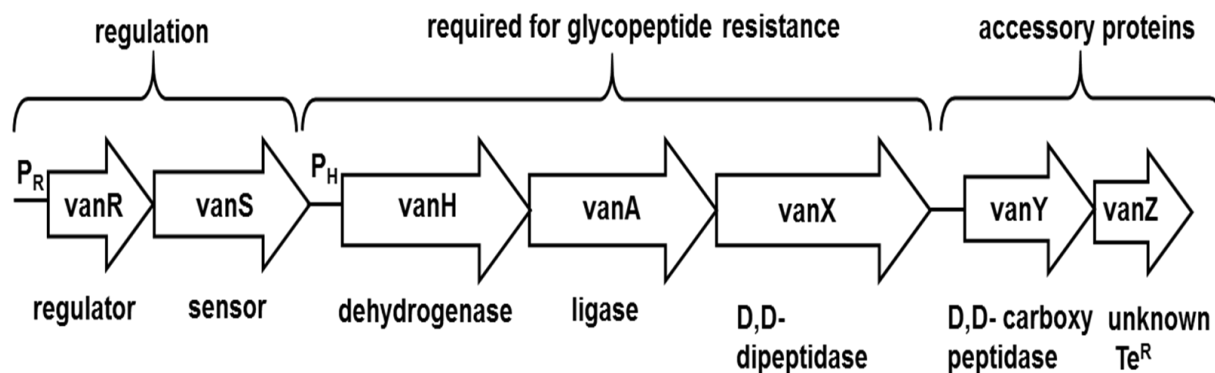 regulation
required for glycopeptide resistance
accessory proteins
PR
PH
vanR
vanS
vanH
vanA
vanX
vanY
vanZ
regulator
sensor
dehydrogenase
ligase
D,D-
dipeptidase
D,D- carboxy
peptidase
unknown
TeR